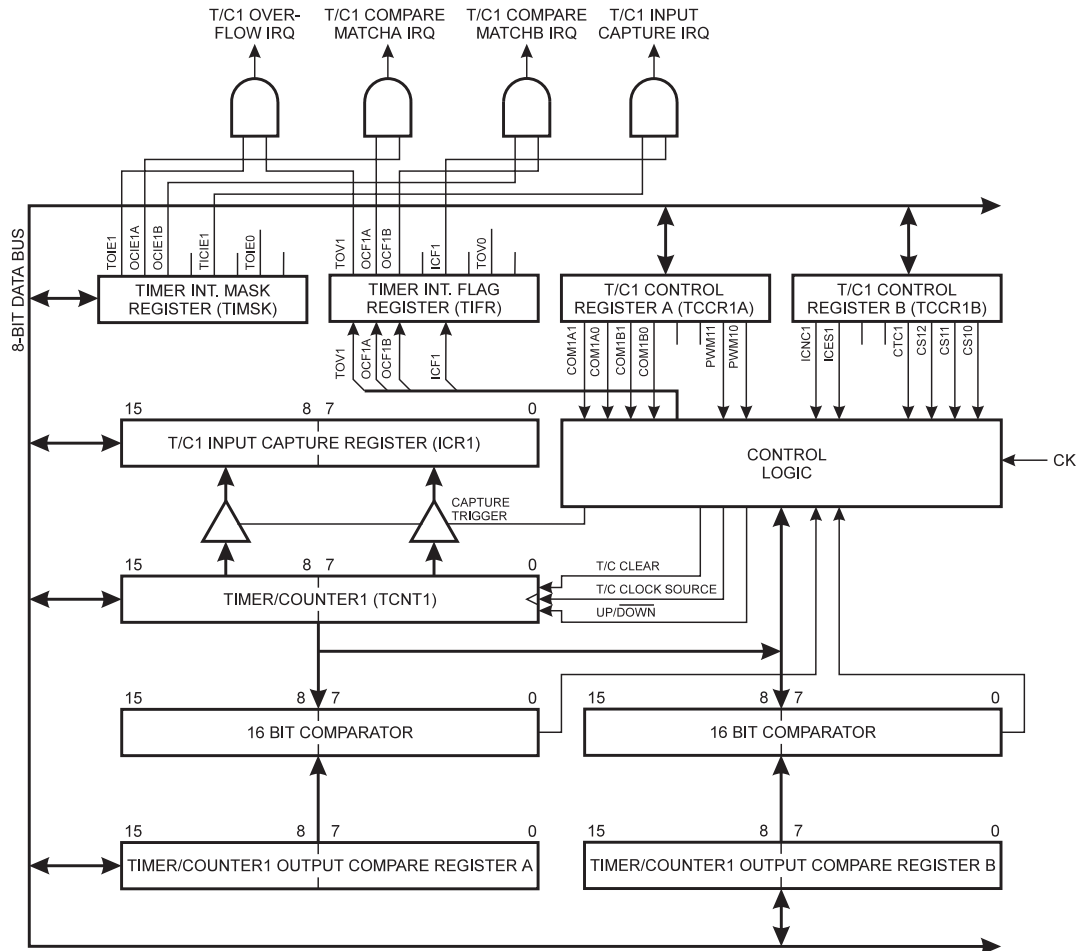 T/C1 OVER-
FLOW IRQ
T/C1 COMPARE
MATCHA IRQ
T/C1 COMPARE
MATCHB IRQ
T/C1 INPUT
CAPTURE IRQ
8-BIT DATA BUS
TOIE1
OCIE1A
OCIE1B
TICIE1
TOIE0
TOV1
OCF1A
OCF1B
ICF1
TOV0
TIMER INT. MASK
REGISTER (TIMSK)
TIMER INT. FLAG
REGISTER (TIFR)
T/C1 CONTROL
REGISTER A (TCCR1A)
T/C1 CONTROL
REGISTER B (TCCR1B)
TOV1
OCF1A
OCF1B
ICF1
COM1A1
COM1A0
COM1B1
COM1B0
PWM11
PWM10
ICNC1
ICES1
CTC1
CS12
CS11
CS10
15 8 7 0
T/C1 INPUT CAPTURE REGISTER (ICR1)
CONTROL
LOGIC
CK
CAPTURE
TRIGGER
15 8 7 0
TIMER/COUNTER1 (TCNT1)
T/C CLEAR
T/C CLOCK SOURCE
UP/DOWN
15 8 7 0
16 BIT COMPARATOR
15 8 7 0
16 BIT COMPARATOR
15 8 7 0
TIMER/COUNTER1 OUTPUT COMPARE REGISTER A
15 8 7 0
TIMER/COUNTER1 OUTPUT COMPARE REGISTER B